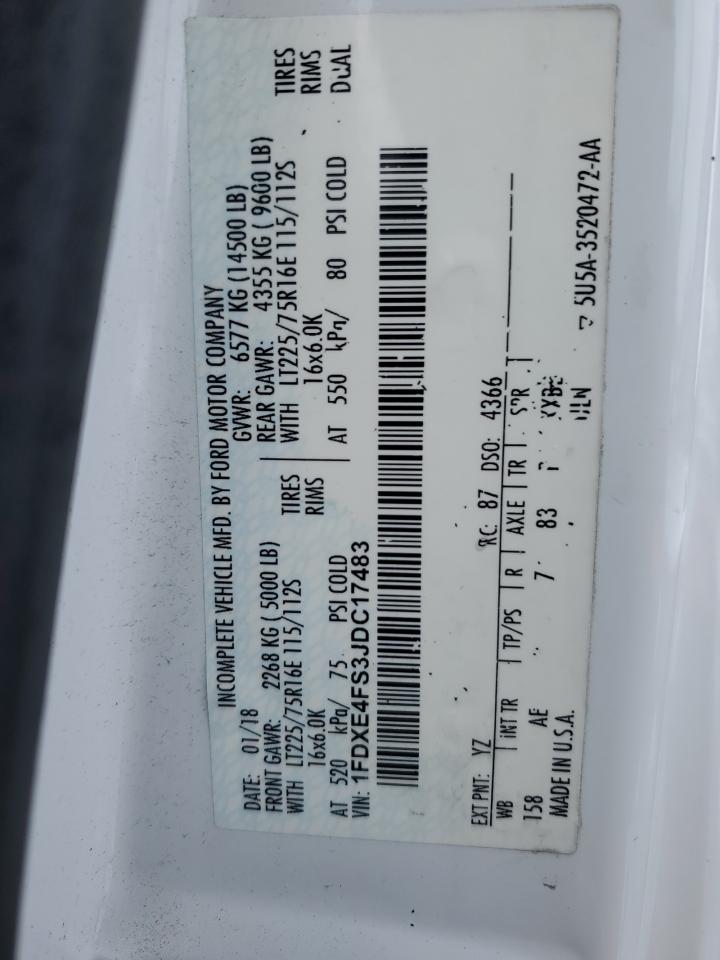 INCOMPLETE VEHICLE MFD. BY FORD MOTOR COMPANY
DATE: 01/18 GVWR: 6577 KG (14500 LB)
FRONT GAWR: 2268 KG ( 5000 LB) REAR GAWR: 4355 KG ( 9600 LB)
WITH LT225/75R16E 115/112S TIRES WITH LT225/75R16E 115/112S TIRES
16x6.0K RIMS 16x6.0K RIMS
AT 520 kPa/ 75 PSI COLD AT 550 kPa/ 80 PSI COLD DUAL
VIN: 1FDXE4FS3JDC17483
EXT PNT: YZ RC: 87 DSO: 4366
WB INT TR TP/PS R AXLE TR SPR
158 AE 7 83
MADE IN U.S.A.
5U5A-3520472-AA